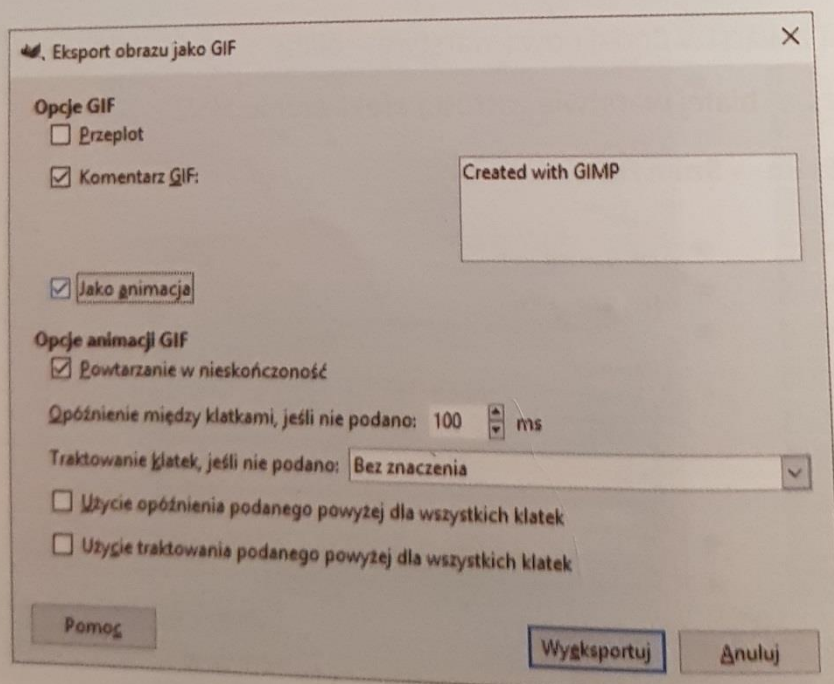 Eksport obrazu jako GIF
Opcje GIF
Przeplot
Komentarz GIF:
Created with GIMP
Jako animacja
Opcje animacji GIF
Powtarzanie w nieskończoność
Opóźnienie między klatkami, jeśli nie podano: 100 ms
Traktowanie klatek, jeśli nie podano: Bez znaczenia
Użycie opóźnienia podanego powyżej dla wszystkich klatek
Użycie traktowania podanego powyżej dla wszystkich klatek
Pomoc
Wyeksportuj
Anuluj